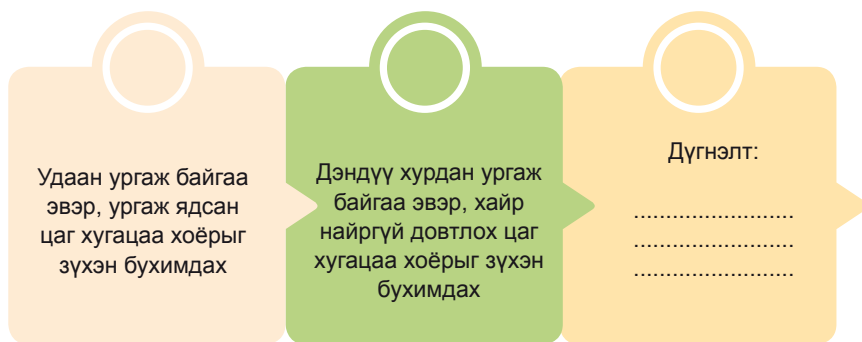 Удаан ургаж байгаа
эвэр, ургаж ядсан
цаг хугацаа хоёрыг
зүхэн бухимдах
Дэндүү хурдан ургаж
байгаа эвэр, хайр
найргүй довтлох цаг
хугацаа хоёрыг зүхэн
бухимдах
Дүгнэлт:
.........................
.........................
.........................